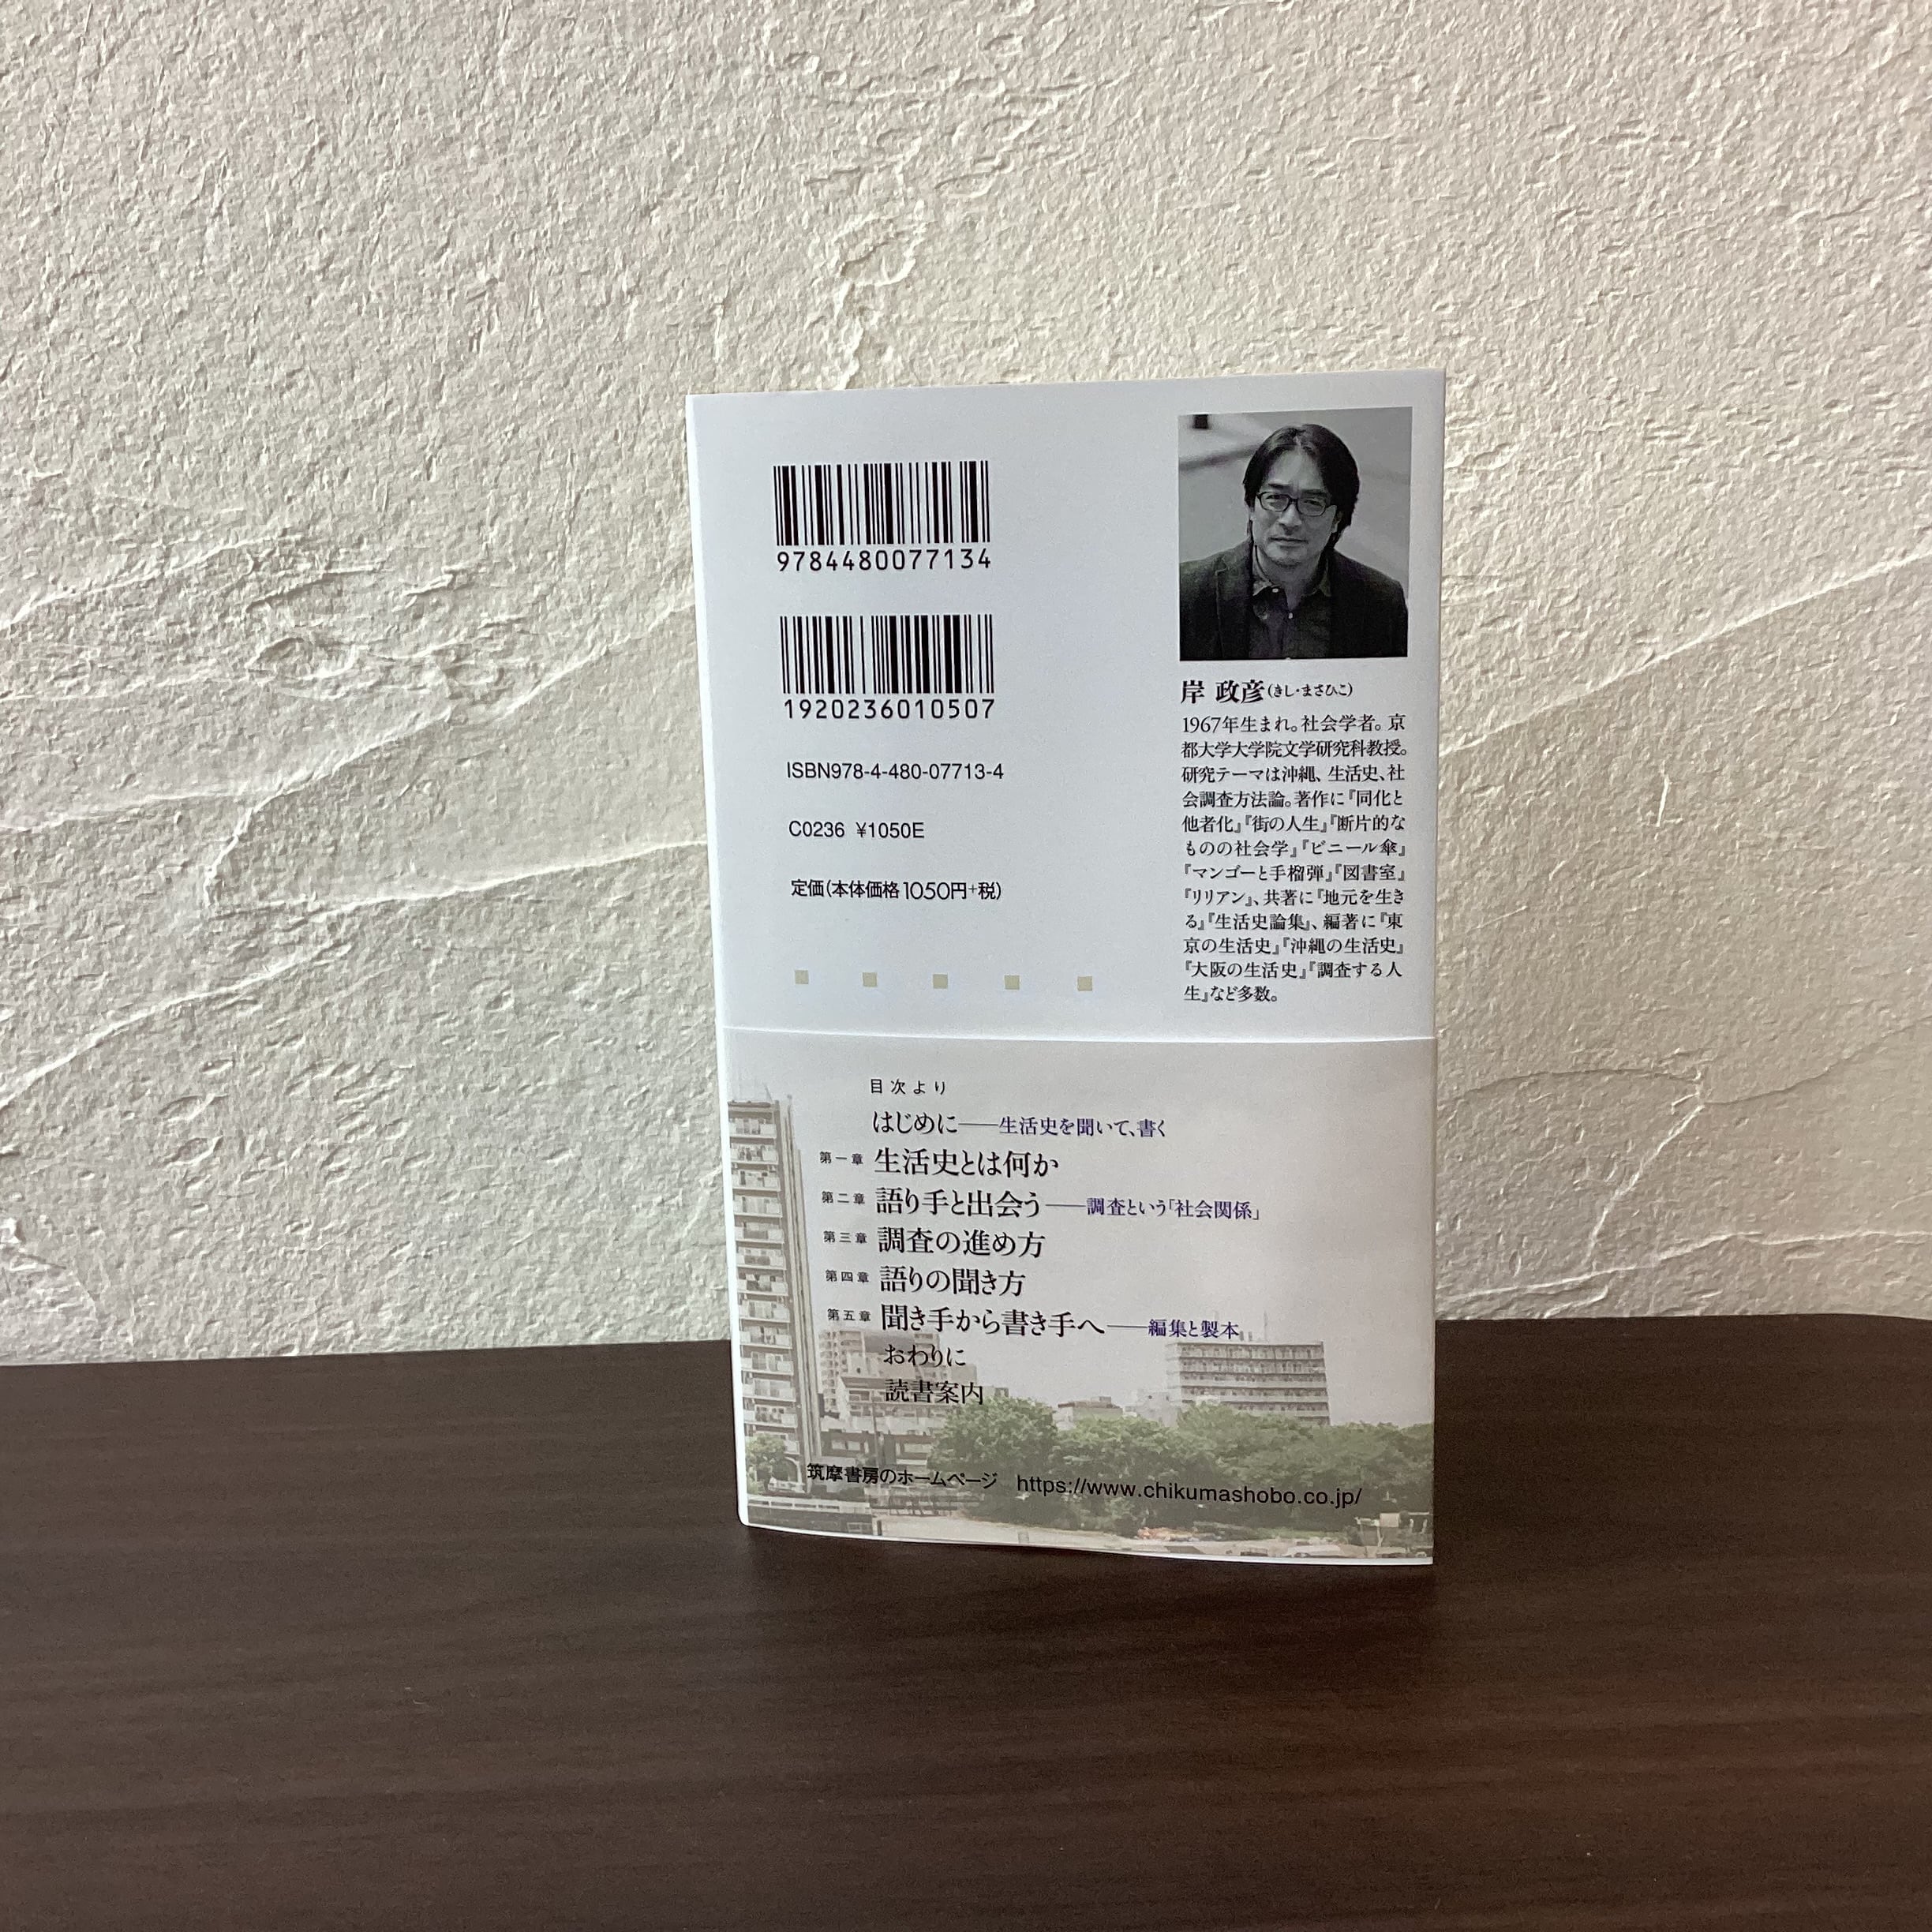 9784480077134
1920236010507
ISBN978-4-480-07713-4
C0236 ¥1050E
定価(本体価格1050円+税)
岸 政彦(きし・まさひこ)
1967年生まれ。社会学者。京
都大学大学院文学研究科教授。
研究テーマは沖縄、生活史、社
会調査方法論。著作に『同化と
他者化』『街の人生』『断片的な
ものの社会学』『ビニール傘』
『マンゴーと手榴弾』『図書室』
『リリアン』、共著に『地元を生き
る』『生活史論集』、編著に『東
京の生活史』『沖縄の生活史』
『大阪の生活史』『調査する人
生』など多数。
目次より
はじめに――生活史を聞いて、書く
第一章 生活史とは何か
第二章 語り手と出会う――調査という「社会関係」
第三章 調査の進め方
第四章 語りの聞き方
第五章 聞き手から書き手へ――編集と製本
おわりに
読書案内
筑摩書房のホームページ https://www.chikumashobo.co.jp/